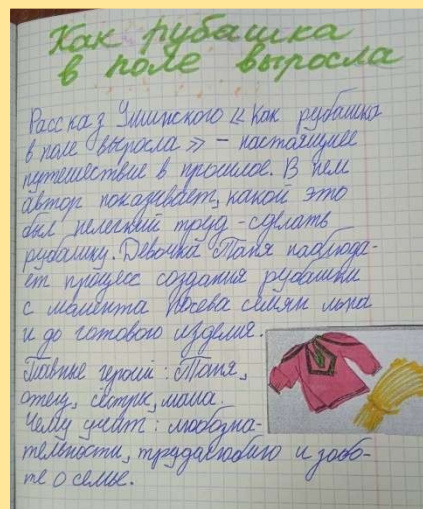 Как рубашка
в поле выросла
Рассказ Ушинского «Как рубашка
в поле выросла» – настоящее
путешествие в прошлое. В нем
автор показывает, какой это
был нелегкий труд - сделать
рубашку. Девочка Таня наблюда-
ет процесс создания рубашки
с момента посева семян льна
и до готового изделия.
Главные герои: Таня,
отец, сестры, мама.
Чему учит: любозна-
тельности, трудолюбию и забо-
те о семье.